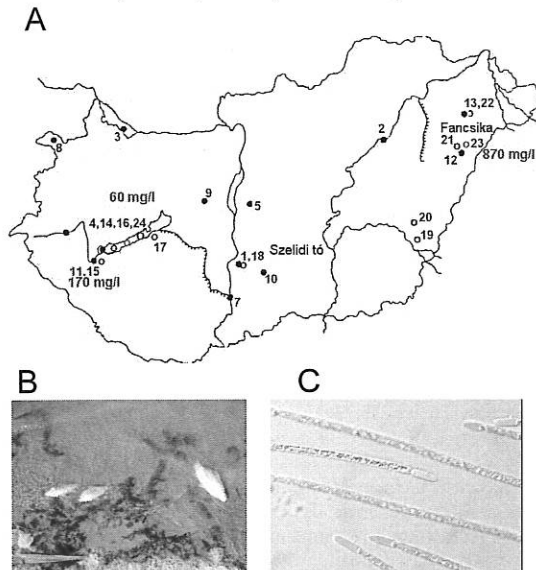 A
13,22
Fancsika
2
3
8
21
23
870 mg/l
12
60 mg/l
9
5
4,14,16,24
20
17
Szelidi tó
19
1,18
11,15
170 mg/l
10
7
B
C